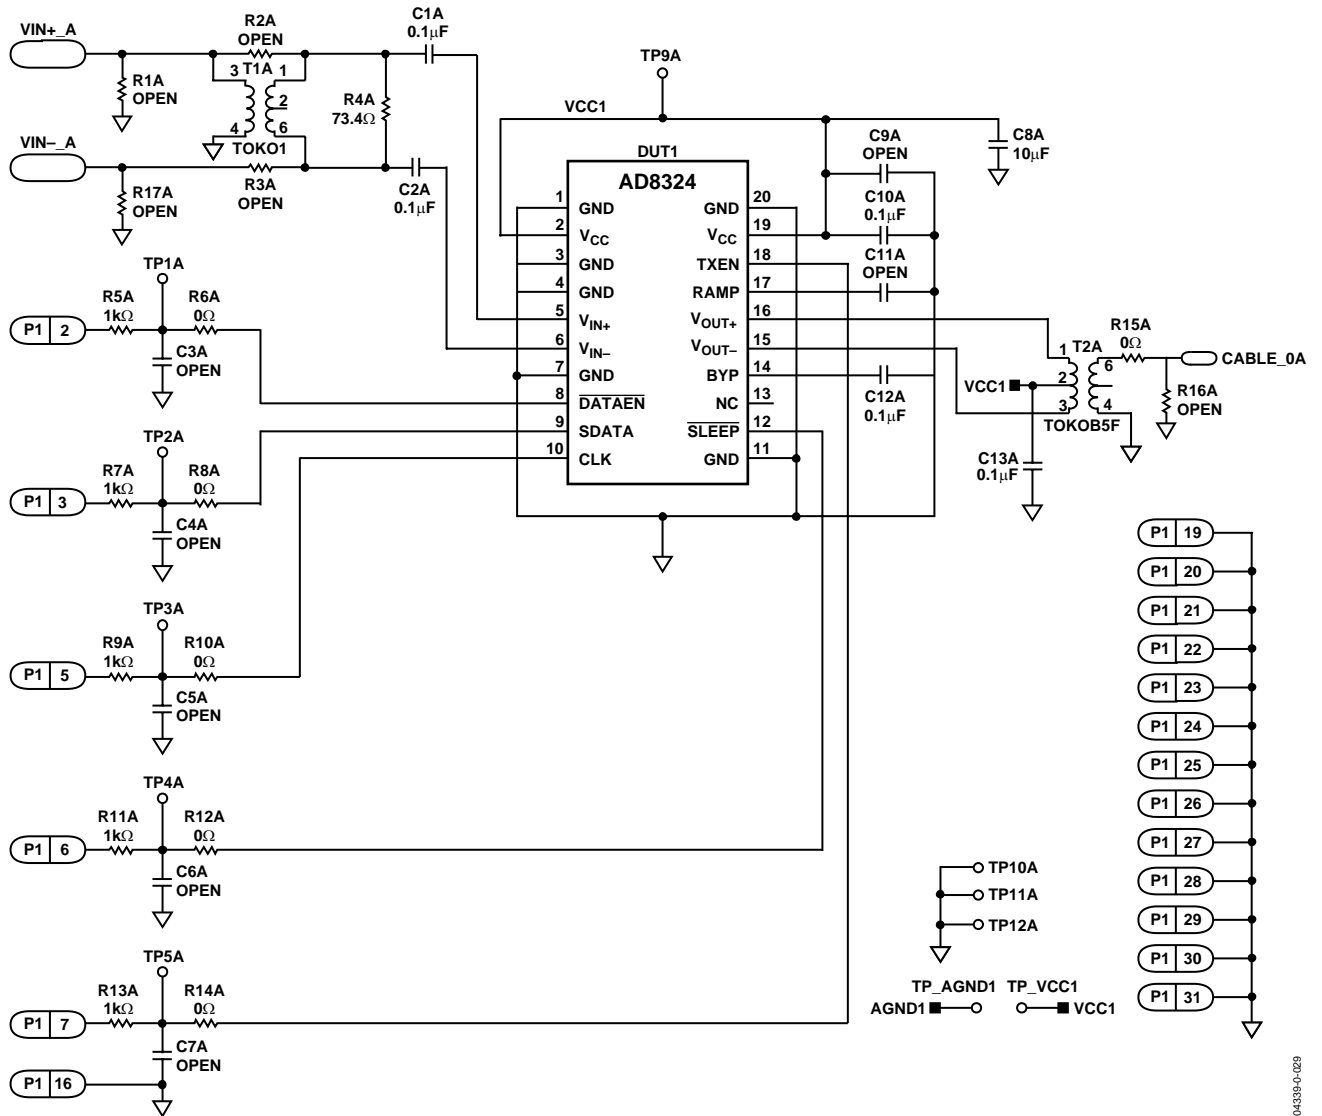 VIN+_A
R1A
OPEN
R2A
OPEN
T1A
3
1
2
4
6
TOKO1
C1A
0.1μF
R4A
73.4Ω
VIN–_A
R17A
OPEN
R3A
OPEN
C2A
0.1μF
TP9A
VCC1
C9A
OPEN
C8A
10μF
C10A
0.1μF
C11A
OPEN
DUT1
AD8324
1 GND
2 VCC
3 GND
4 GND
5 VIN+
6 VIN–
7 GND
8 DATAEN
9 SDATA
10 CLK
20 GND
19 VCC
18 TXEN
17 RAMP
16 VOUT+
15 VOUT–
14 BYP
13 NC
12 SLEEP
11 GND
C12A
0.1μF
VCC1
T2A
1
2
3
6
4
TOKOB5F
R15A
0Ω
CABLE_0A
R16A
OPEN
C13A
0.1μF
TP1A
R5A
1kΩ
R6A
0Ω
P1 2
C3A
OPEN
TP2A
R7A
1kΩ
R8A
0Ω
P1 3
C4A
OPEN
TP3A
R9A
1kΩ
R10A
0Ω
P1 5
C5A
OPEN
TP4A
R11A
1kΩ
R12A
0Ω
P1 6
C6A
OPEN
TP5A
R13A
1kΩ
R14A
0Ω
P1 7
C7A
OPEN
P1 16
P1 19
P1 20
P1 21
P1 22
P1 23
P1 24
P1 25
P1 26
P1 27
P1 28
P1 29
P1 30
P1 31
TP10A
TP11A
TP12A
TP_AGND1
AGND1
TP_VCC1
VCC1
04339-0-029